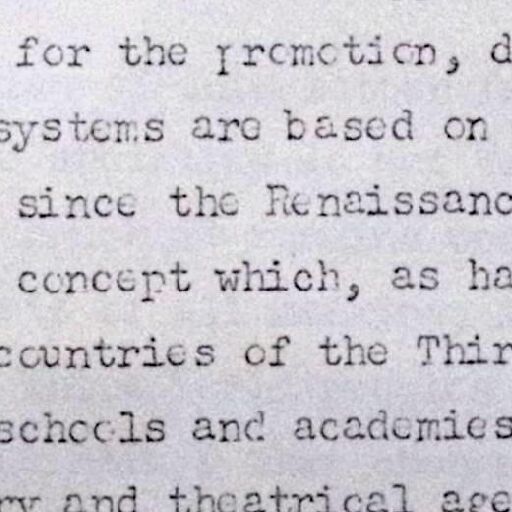 for the promotion, d
systems are based on
since the Renaissanc
concept which, as ha
countries of the Thir
schools and academies
ry and theatrical age